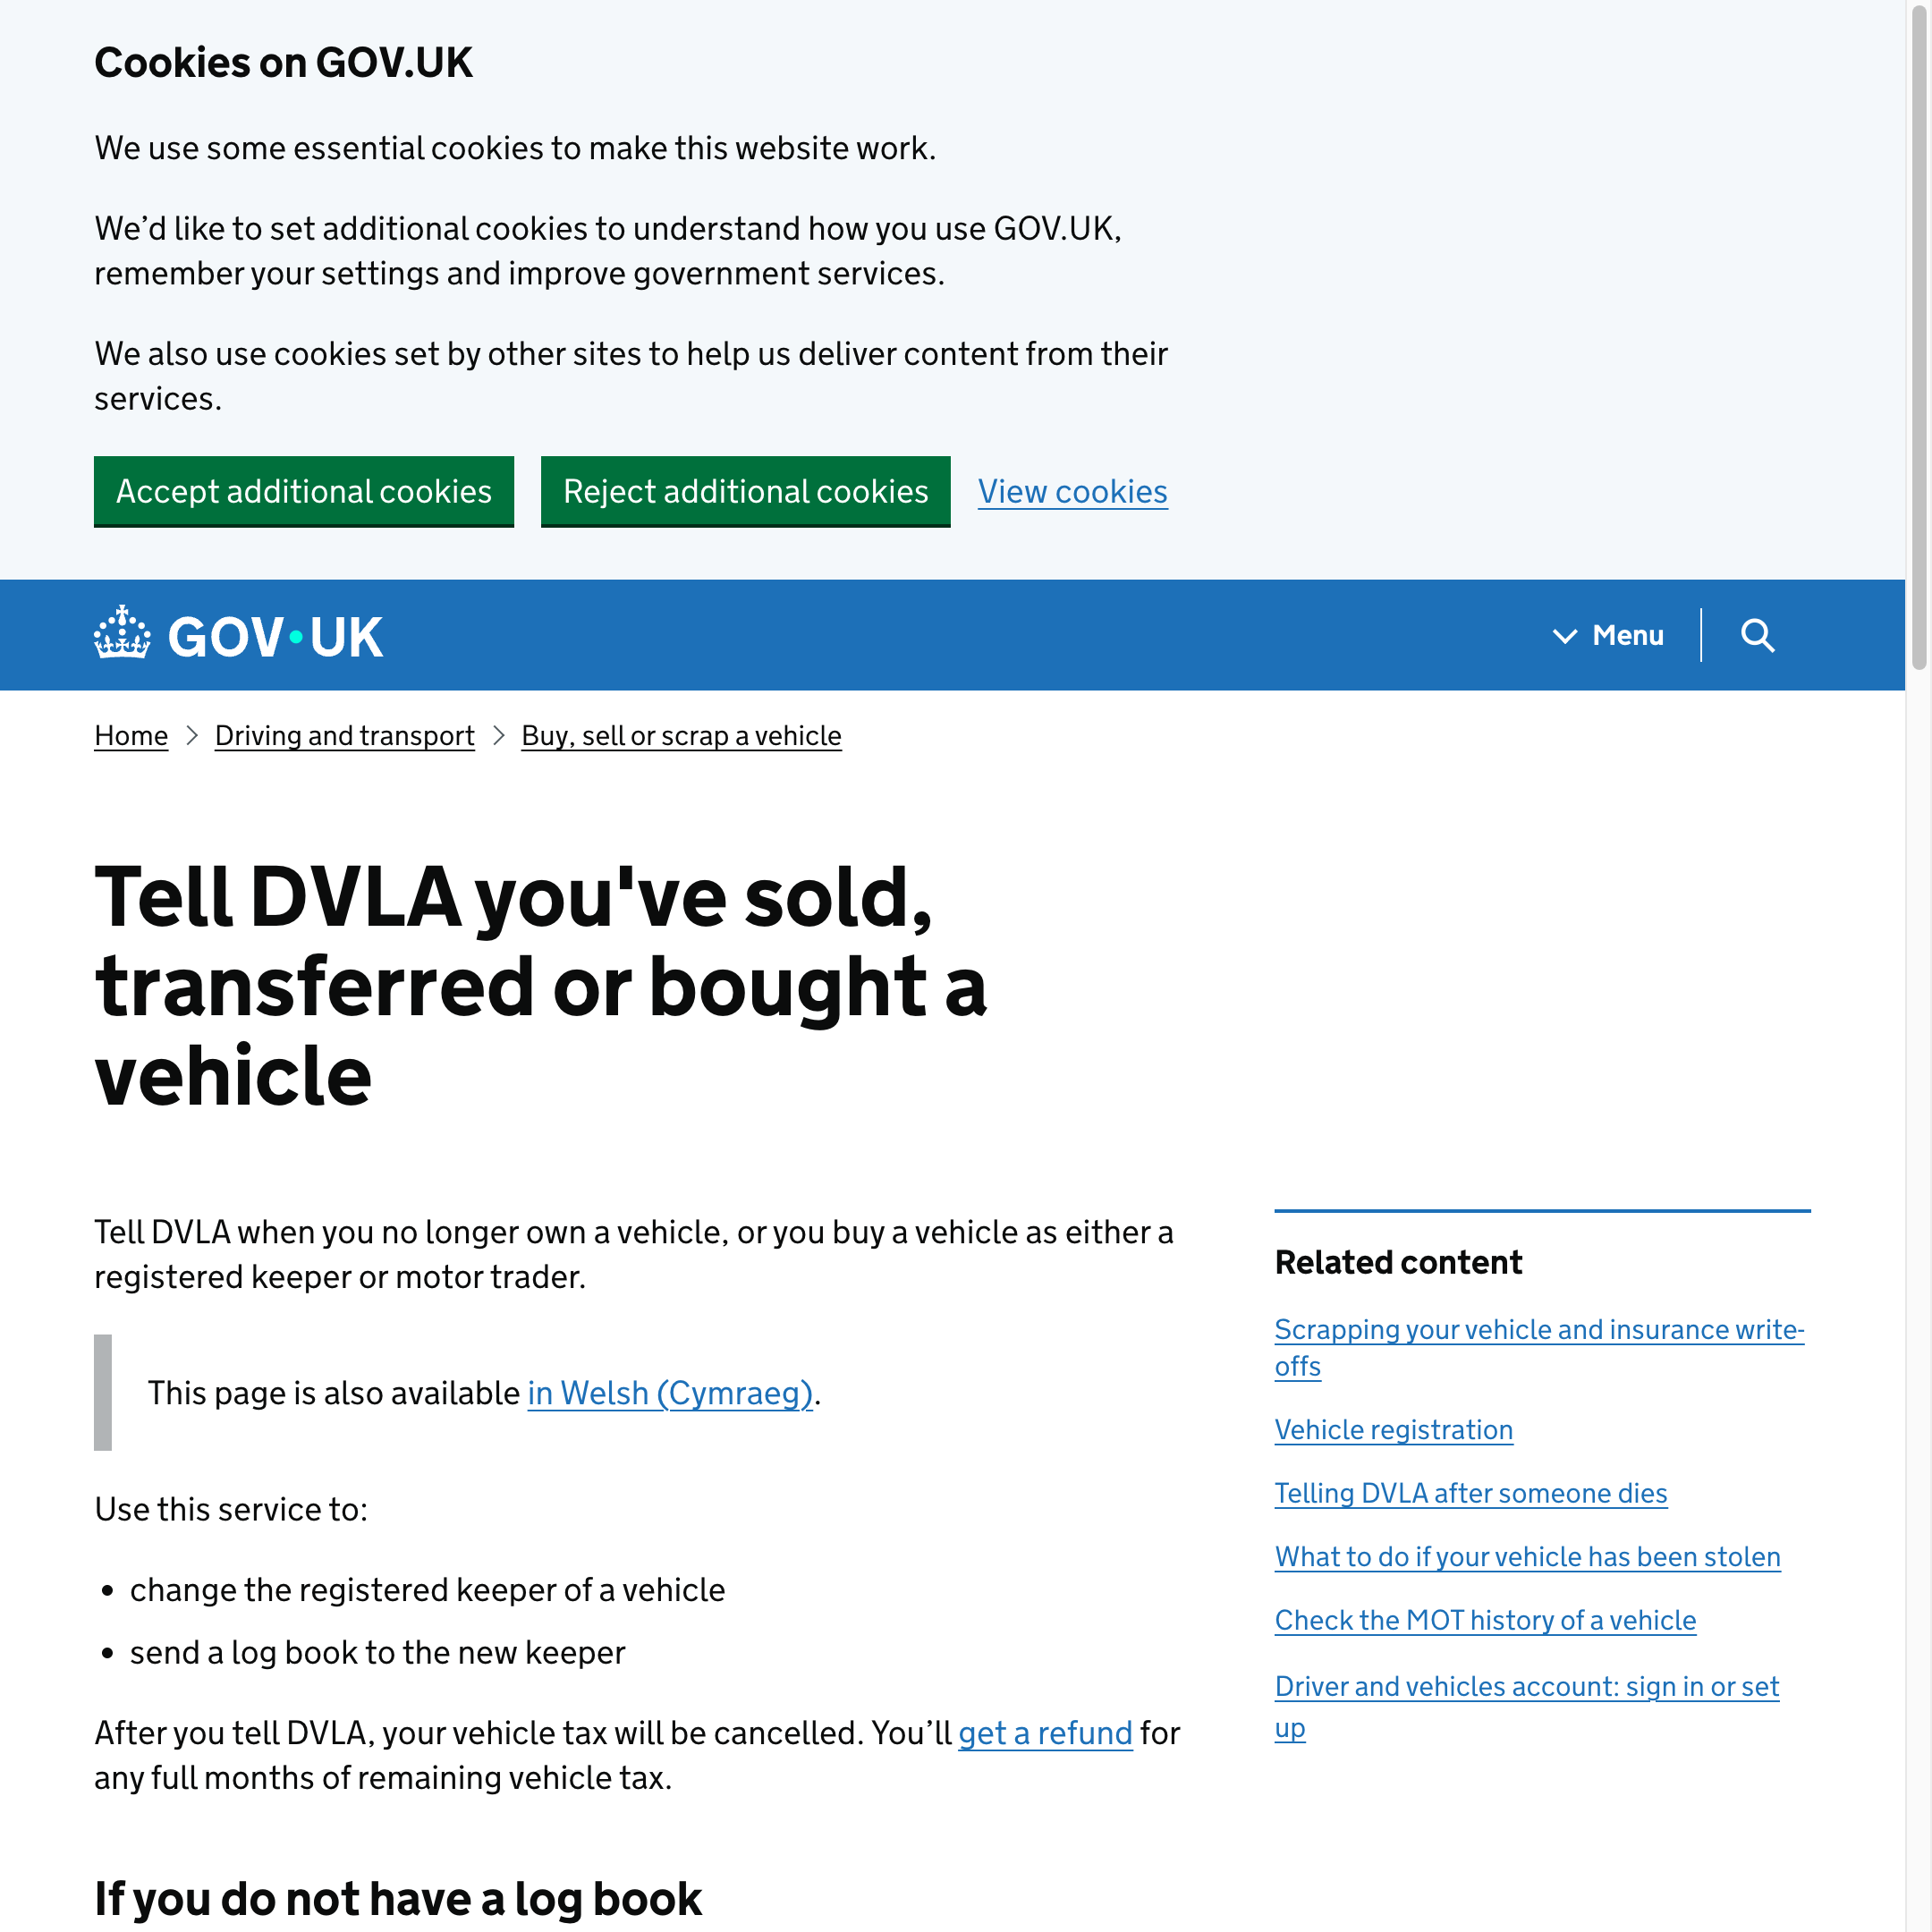 Cookies on GOV.UK
We use some essential cookies to make this website work.
We’d like to set additional cookies to understand how you use GOV.UK,
remember your settings and improve government services.
We also use cookies set by other sites to help us deliver content from their
services.
Accept additional cookies
Reject additional cookies
View cookies
GOV•UK
Menu
Home
Driving and transport
Buy, sell or scrap a vehicle
Tell DVLA you've sold,
transferred or bought a
vehicle
Tell DVLA when you no longer own a vehicle, or you buy a vehicle as either a
registered keeper or motor trader.
This page is also available in Welsh (Cymraeg).
Use this service to:
• change the registered keeper of a vehicle
• send a log book to the new keeper
After you tell DVLA, your vehicle tax will be cancelled. You’ll get a refund for
any full months of remaining vehicle tax.
If you do not have a log book
Related content
Scrapping your vehicle and insurance write-
offs
Vehicle registration
Telling DVLA after someone dies
What to do if your vehicle has been stolen
Check the MOT history of a vehicle
Driver and vehicles account: sign in or set
up